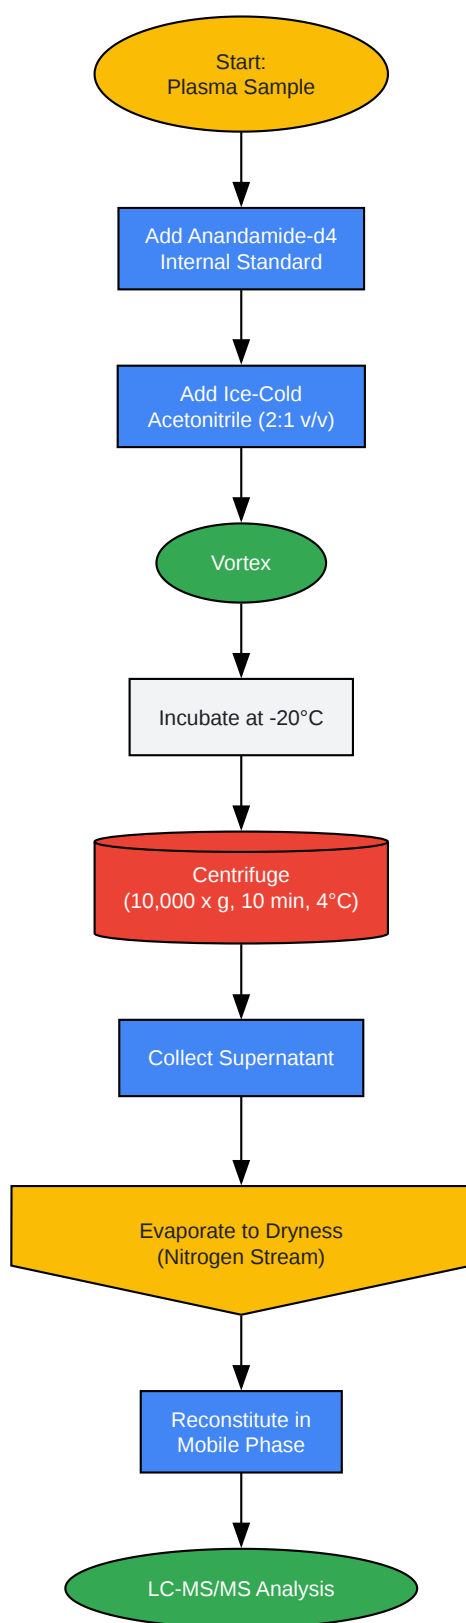 Start:
Plasma Sample
Add Anandamide-d4
Internal Standard
Add Ice-Cold
Acetonitrile (2:1 v/v)
Vortex
Incubate at -20°C
Centrifuge
(10,000 x g, 10 min, 4°C)
Collect Supernatant
Evaporate to Dryness
(Nitrogen Stream)
Reconstitute in
Mobile Phase
LC-MS/MS Analysis